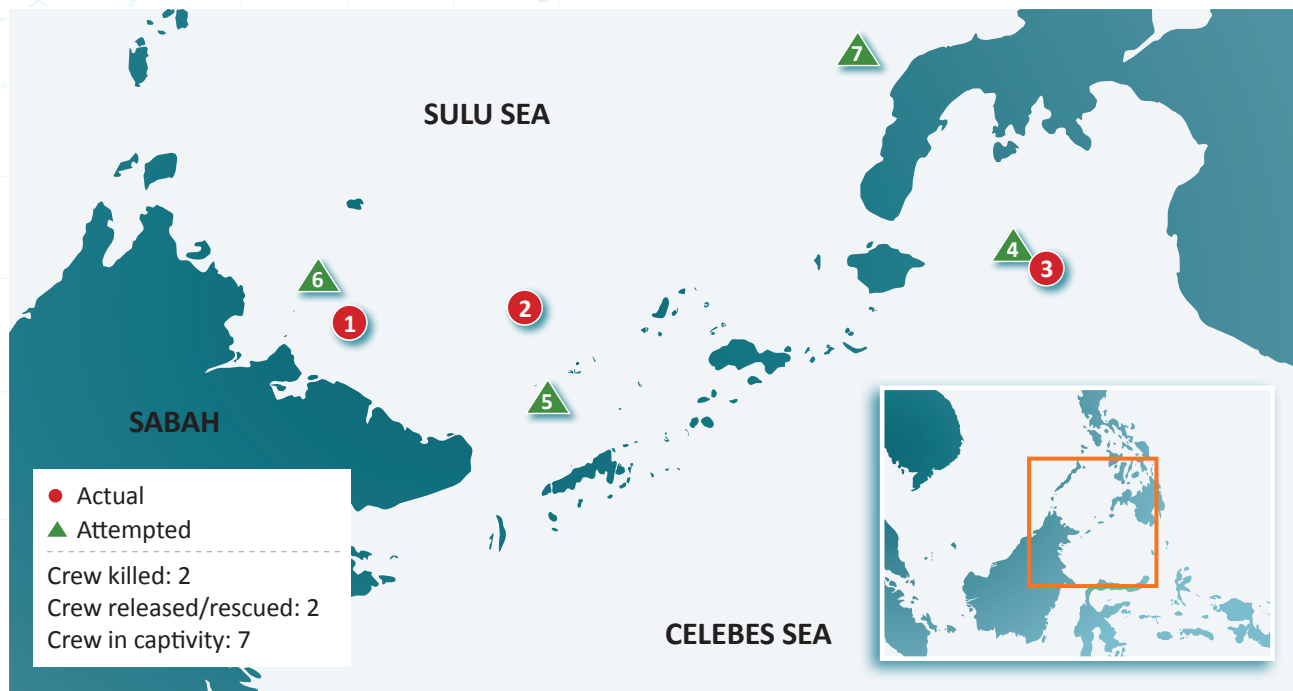 7
SULU SEA
4
3
6
2
1
5
SABAH
Actual
Attempted
Crew killed: 2
Crew released/rescued: 2
Crew in captivity: 7
CELEBES SEA